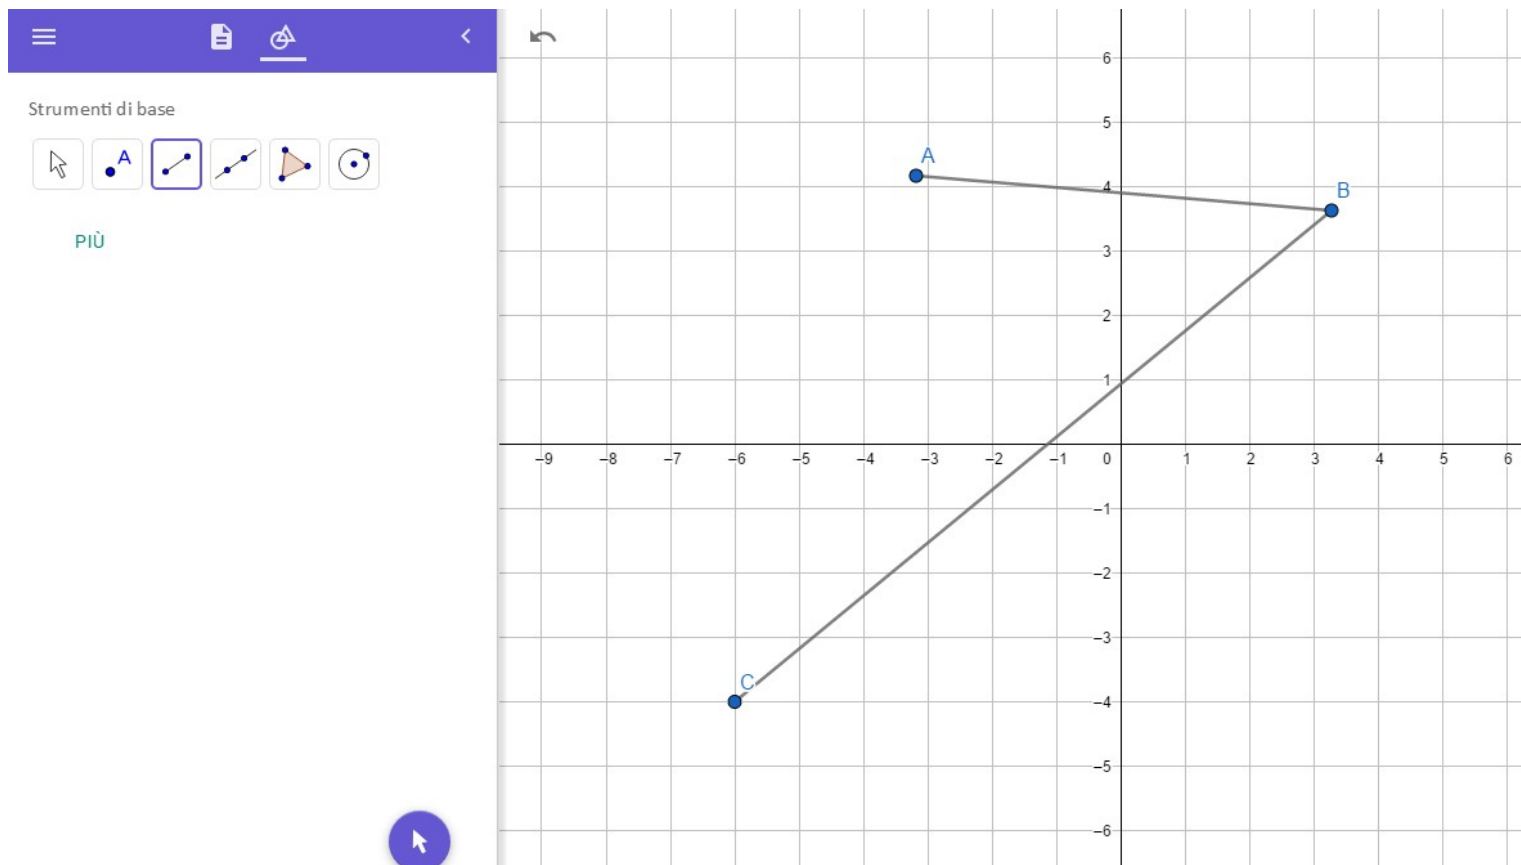 Strumenti di base
A
PIÙ
6
5
A
4
B
3
2
1
–9 –8 –7 –6 –5 –4 –3 –2 –1 0 1 2 3 4 5 6
–1
–2
–3
C
–4
–5
–6